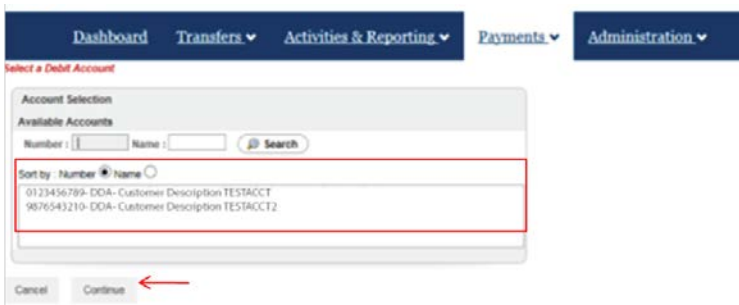 Dashboard Transfers Activities & Reporting Payments Administration
Select a Debit Account
Account Selection
Available Accounts
Number : Name : Search
Sort by : Number Name
0123456789- DDA- Customer Description TESTACCT
9876543210- DDA- Customer Description TESTACCT2
Cancel Continue